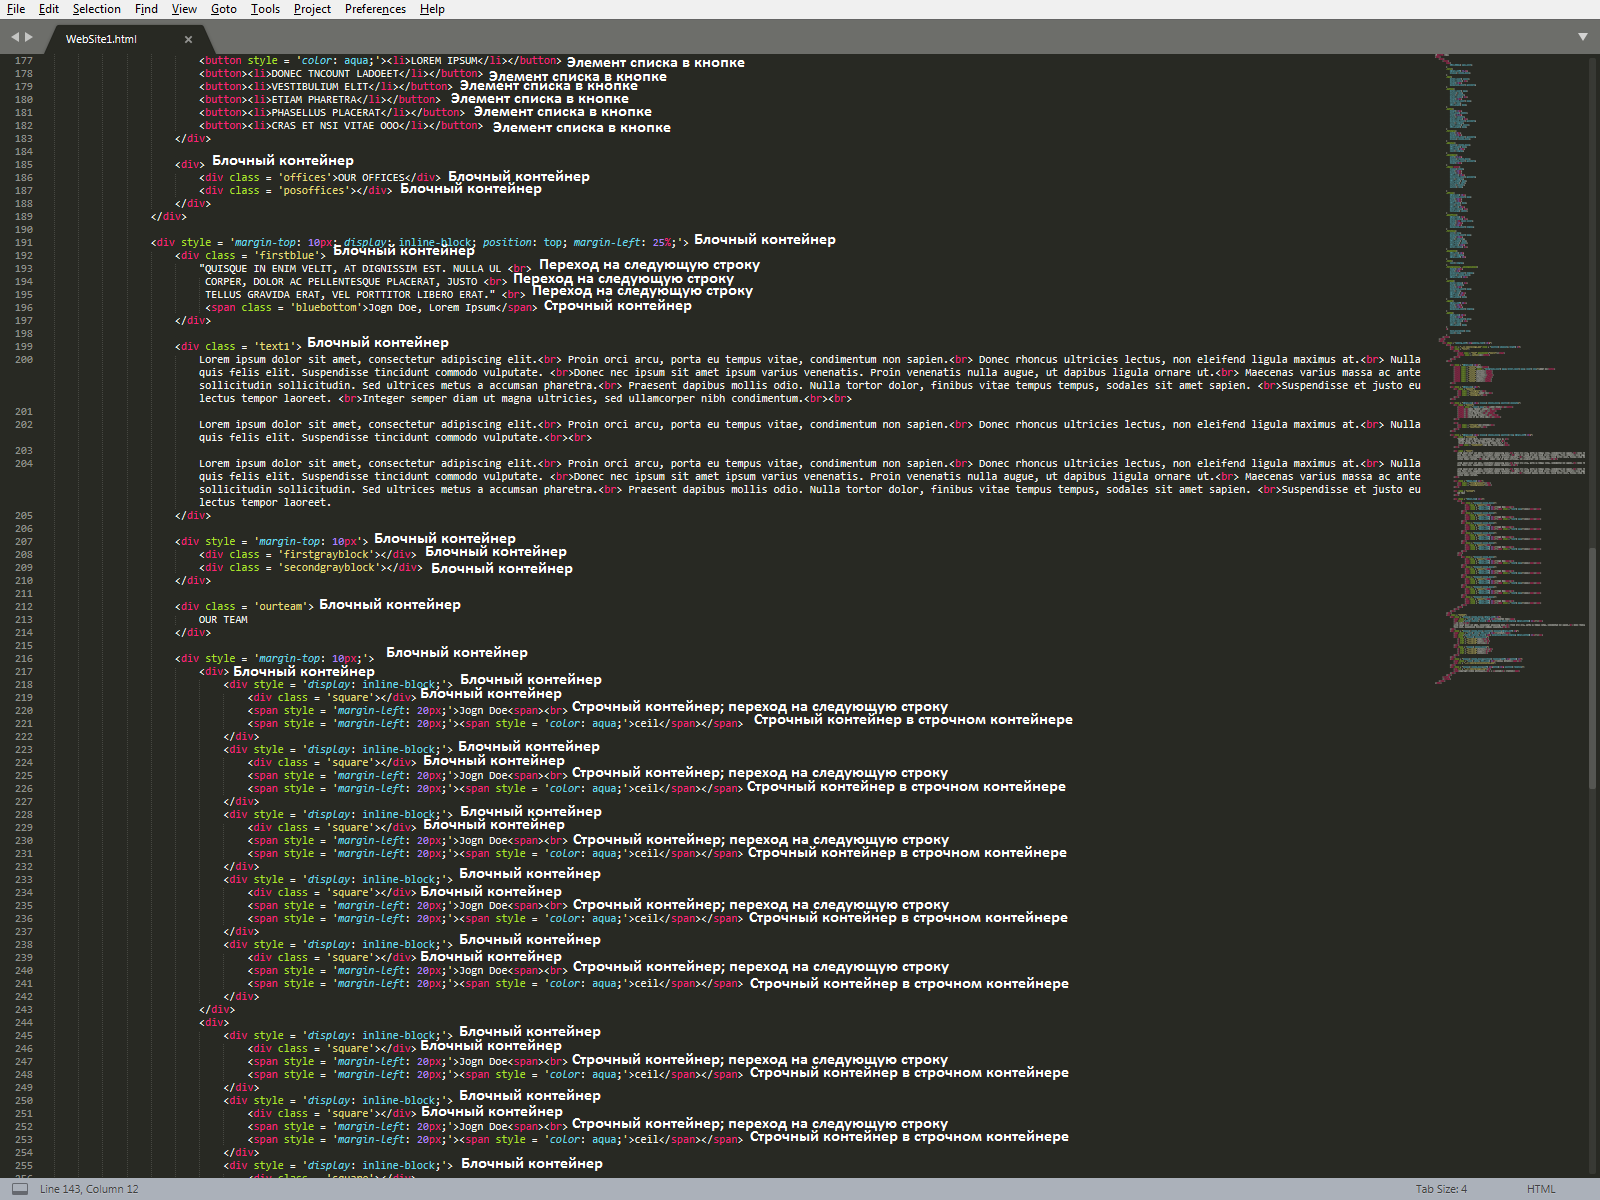 File Edit Selection Find View Goto Tools Project Preferences Help
WebSite1.html ×
177 <button style = 'color: aqua;'><li>LOREM IPSUM</li></button> Элемент списка в кнопке
178 <button><li>DONEC TNCOUNT LADOEET</li></button> Элемент списка в кнопке
179 <button><li>VESTIBULIUM ELIT</li></button> Элемент списка в кнопке
180 <button><li>ETIAM PHARETRA</li></button> Элемент списка в кнопке
181 <button><li>PHASELLUS PLACERAT</li></button> Элемент списка в кнопке
182 <button><li>CRAS ET NSI VITAE OOO</li></button> Элемент списка в кнопке
183 </div>
184
185 <div> Блочный контейнер
186 <div class = 'offices'>OUR OFFICES</div> Блочный контейнер
187 <div class = 'posoffices'></div> Блочный контейнер
188 </div>
189 </div>
190
191 <div style = 'margin-top: 10px; display: inline-block; position: top; margin-left: 25%;'> Блочный контейнер
192 <div class = 'firstblue'> Блочный контейнер
193 "QUISQUE IN ENIM VELIT, AT DIGNISSIM EST. NULLA UL <br> Переход на следующую строку
194 CORPER, DOLOR AC PELLENTESQUE PLACERAT, JUSTO <br> Переход на следующую строку
195 TELLUS GRAVIDA ERAT, VEL PORTTITOR LIBERO ERAT." <br> Переход на следующую строку
196 <span class = 'bluebottom'>Jogn Doe, Lorem Ipsum</span> Строчный контейнер
197 </div>
198
199 <div class = 'text1'> Блочный контейнер
200 Lorem ipsum dolor sit amet, consectetur adipiscing elit.<br> Proin orci arcu, porta eu tempus vitae, condimentum non sapien.<br> Donec rhoncus ultricies lectus, non eleifend ligula maximus at.<br> Nulla
quis felis elit. Suspendisse tincidunt commodo vulputate. <br>Donec nec ipsum sit amet ipsum varius venenatis. Proin venenatis nulla augue, ut dapibus ligula ornare ut.<br> Maecenas varius massa ac ante
sollicitudin sollicitudin. Sed ultrices metus a accumsan pharetra.<br> Praesent dapibus mollis odio. Nulla tortor dolor, finibus vitae tempus tempus, sodales sit amet sapien. <br>Suspendisse et justo eu
lectus tempor laoreet. <br>Integer semper diam ut magna ultricies, sed ullamcorper nibh condimentum.<br><br>
201
202 Lorem ipsum dolor sit amet, consectetur adipiscing elit.<br> Proin orci arcu, porta eu tempus vitae, condimentum non sapien.<br> Donec rhoncus ultricies lectus, non eleifend ligula maximus at.<br> Nulla
quis felis elit. Suspendisse tincidunt commodo vulputate.<br><br>
203
204 Lorem ipsum dolor sit amet, consectetur adipiscing elit.<br> Proin orci arcu, porta eu tempus vitae, condimentum non sapien.<br> Donec rhoncus ultricies lectus, non eleifend ligula maximus at.<br> Nulla
quis felis elit. Suspendisse tincidunt commodo vulputate. <br>Donec nec ipsum sit amet ipsum varius venenatis. Proin venenatis nulla augue, ut dapibus ligula ornare ut.<br> Maecenas varius massa ac ante
sollicitudin sollicitudin. Sed ultrices metus a accumsan pharetra.<br> Praesent dapibus mollis odio. Nulla tortor dolor, finibus vitae tempus tempus, sodales sit amet sapien. <br>Suspendisse et justo eu
lectus tempor laoreet.
205 </div>
206
207 <div style = 'margin-top: 10px'> Блочный контейнер
208 <div class = 'firstgrayblock'></div> Блочный контейнер
209 <div class = 'secondgrayblock'></div> Блочный контейнер
210 </div>
211
212 <div class = 'ourteam'> Блочный контейнер
213 OUR TEAM
214 </div>
215
216 <div style = 'margin-top: 10px;'> Блочный контейнер
217 <div> Блочный контейнер
218 <div style = 'display: inline-block;'> Блочный контейнер
219 <div class = 'square'></div> Блочный контейнер
220 <span style = 'margin-left: 20px;'>Jogn Doe<span><br> Строчный контейнер; переход на следующую строку
221 <span style = 'margin-left: 20px;'><span style = 'color: aqua;'>ceil</span></span> Строчный контейнер в строчном контейнере
222 </div>
223 <div style = 'display: inline-block;'> Блочный контейнер
224 <div class = 'square'></div> Блочный контейнер
225 <span style = 'margin-left: 20px;'>Jogn Doe<span><br> Строчный контейнер; переход на следующую строку
226 <span style = 'margin-left: 20px;'><span style = 'color: aqua;'>ceil</span></span> Строчный контейнер в строчном контейнере
227 </div>
228 <div style = 'display: inline-block;'> Блочный контейнер
229 <div class = 'square'></div> Блочный контейнер
230 <span style = 'margin-left: 20px;'>Jogn Doe<span><br> Строчный контейнер; переход на следующую строку
231 <span style = 'margin-left: 20px;'><span style = 'color: aqua;'>ceil</span></span> Строчный контейнер в строчном контейнере
232 </div>
233 <div style = 'display: inline-block;'> Блочный контейнер
234 <div class = 'square'></div> Блочный контейнер
235 <span style = 'margin-left: 20px;'>Jogn Doe<span><br> Строчный контейнер; переход на следующую строку
236 <span style = 'margin-left: 20px;'><span style = 'color: aqua;'>ceil</span></span> Строчный контейнер в строчном контейнере
237 </div>
238 <div style = 'display: inline-block;'> Блочный контейнер
239 <div class = 'square'></div> Блочный контейнер
240 <span style = 'margin-left: 20px;'>Jogn Doe<span><br> Строчный контейнер; переход на следующую строку
241 <span style = 'margin-left: 20px;'><span style = 'color: aqua;'>ceil</span></span> Строчный контейнер в строчном контейнере
242 </div>
243 </div>
244 <div>
245 <div style = 'display: inline-block;'> Блочный контейнер
246 <div class = 'square'></div> Блочный контейнер
247 <span style = 'margin-left: 20px;'>Jogn Doe<span><br> Строчный контейнер; переход на следующую строку
248 <span style = 'margin-left: 20px;'><span style = 'color: aqua;'>ceil</span></span> Строчный контейнер в строчном контейнере
249 </div>
250 <div style = 'display: inline-block;'> Блочный контейнер
251 <div class = 'square'></div> Блочный контейнер
252 <span style = 'margin-left: 20px;'>Jogn Doe<span><br> Строчный контейнер; переход на следующую строку
253 <span style = 'margin-left: 20px;'><span style = 'color: aqua;'>ceil</span></span> Строчный контейнер в строчном контейнере
254 </div>
255 <div style = 'display: inline-block;'> Блочный контейнер
Line 143, Column 12 Tab Size: 4 HTML